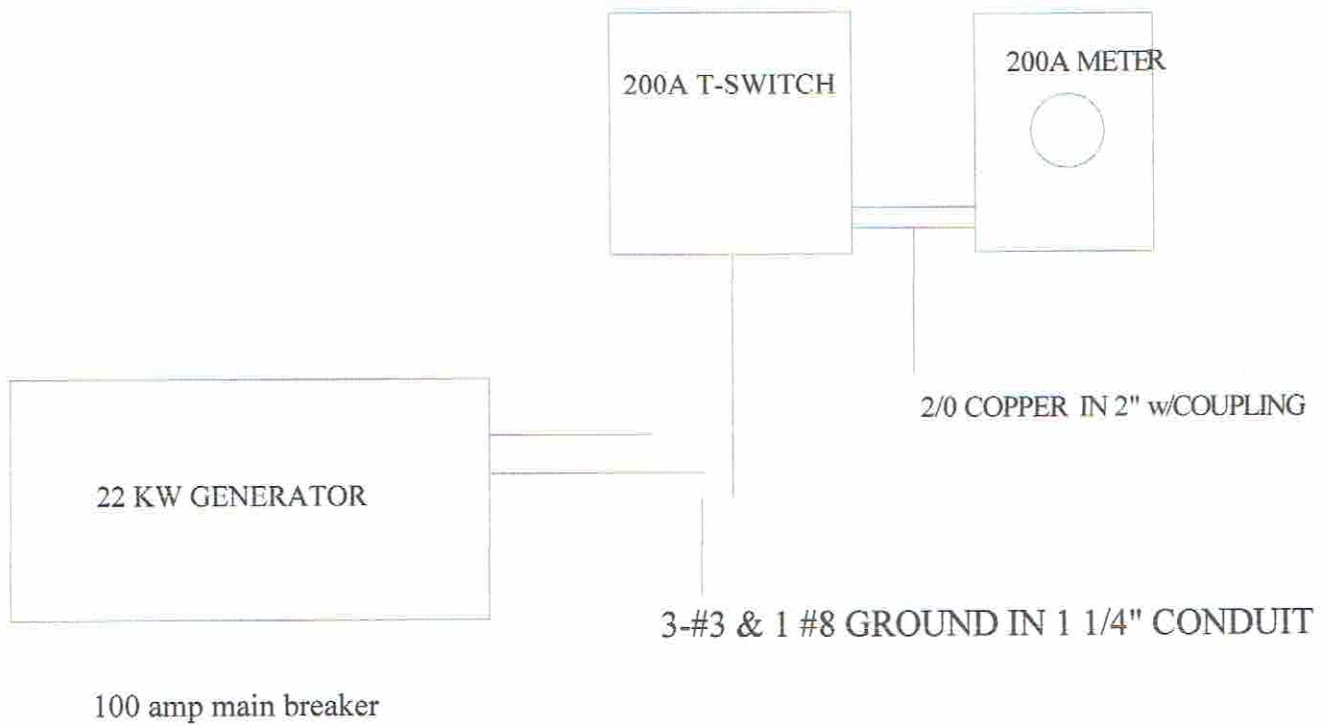 200A T-SWITCH
200A METER
2/0 COPPER IN 2" w/COUPLING
22 KW GENERATOR
3-#3 & 1 #8 GROUND IN 1 1/4" CONDUIT
100 amp main breaker